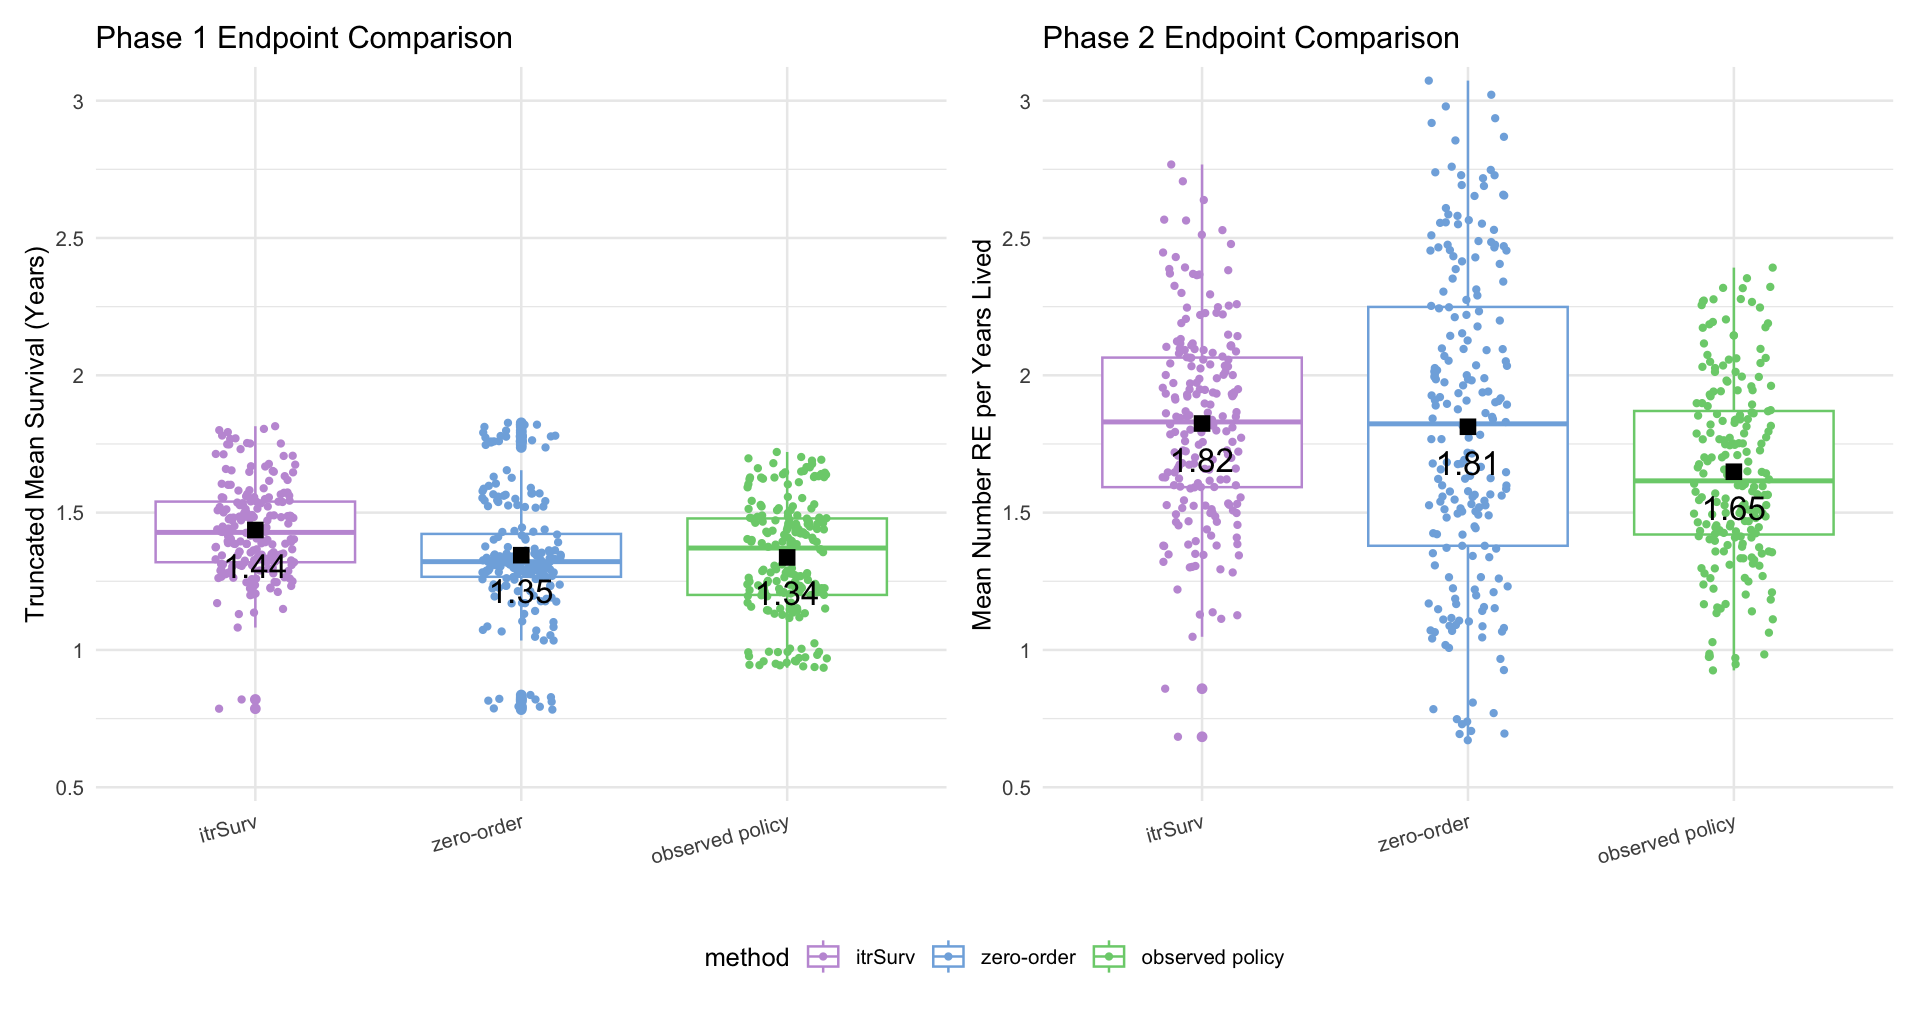 Phase 1 Endpoint Comparison
Truncated Mean Survival (Years)
3
2.5
2
1.5
1
0.5
1.44
1.35
1.34
itrSurv
zero-order
observed policy
Phase 2 Endpoint Comparison
Mean Number RE per Years Lived
3
2.5
2
1.5
1
0.5
1.82
1.81
1.65
itrSurv
zero-order
observed policy
method itrSurv zero-order observed policy